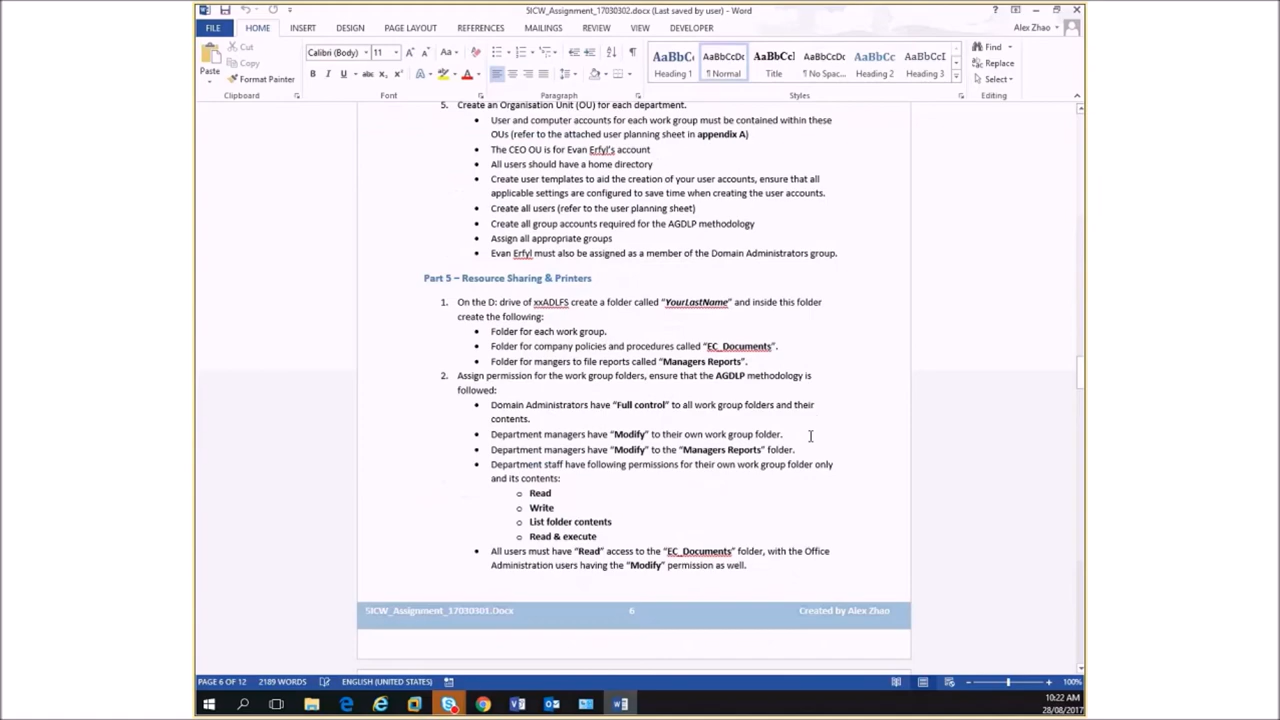 5ICW_Assignment_17030302.docx (Last saved by user) - Word
FILE HOME INSERT DESIGN PAGE LAYOUT REFERENCES MAILINGS REVIEW VIEW DEVELOPER Alex Zhao
Cut
Copy
Format Painter
Paste
Calibri (Body) 11
AaBbCc AaBbCcDc AaBbCcl AaBbCcDc AaBbCc AaBbCcD
Heading 1 ¶ Normal Title ¶ No Spac... Heading 2 Heading 3
Find
Replace
Select
Clipboard Font Paragraph Styles Editing
5. Create an Organisation Unit (OU) for each department.
• User and computer accounts for each work group must be contained within these
OUs (refer to the attached user planning sheet in appendix A)
• The CEO OU is for Evan Erfyl's account
• All users should have a home directory
• Create user templates to aid the creation of your user accounts, ensure that all
applicable settings are configured to save time when creating the user accounts.
• Create all users (refer to the user planning sheet)
• Create all group accounts required for the AGDLP methodology
• Assign all appropriate groups
• Evan Erfyl must also be assigned as a member of the Domain Administrators group.
Part 5 – Resource Sharing & Printers
1. On the D: drive of xxADLFS create a folder called "YourLastName" and inside this folder
create the following:
• Folder for each work group.
• Folder for company policies and procedures called "EC_Documents".
• Folder for mangers to file reports called "Managers Reports".
2. Assign permission for the work group folders, ensure that the AGDLP methodology is
followed:
• Domain Administrators have "Full control" to all work group folders and their
contents.
• Department managers have "Modify" to their own work group folder.
• Department managers have "Modify" to the "Managers Reports" folder.
• Department staff have following permissions for their own work group folder only
and its contents:
o Read
o Write
o List folder contents
o Read & execute
• All users must have "Read" access to the "EC_Documents" folder, with the Office
Administration users having the "Modify" permission as well.
5ICW_Assignment_17030301.Docx 6 Created by Alex Zhao
PAGE 6 OF 12 2189 WORDS ENGLISH (UNITED STATES) 100%
10:22 AM
28/08/2017